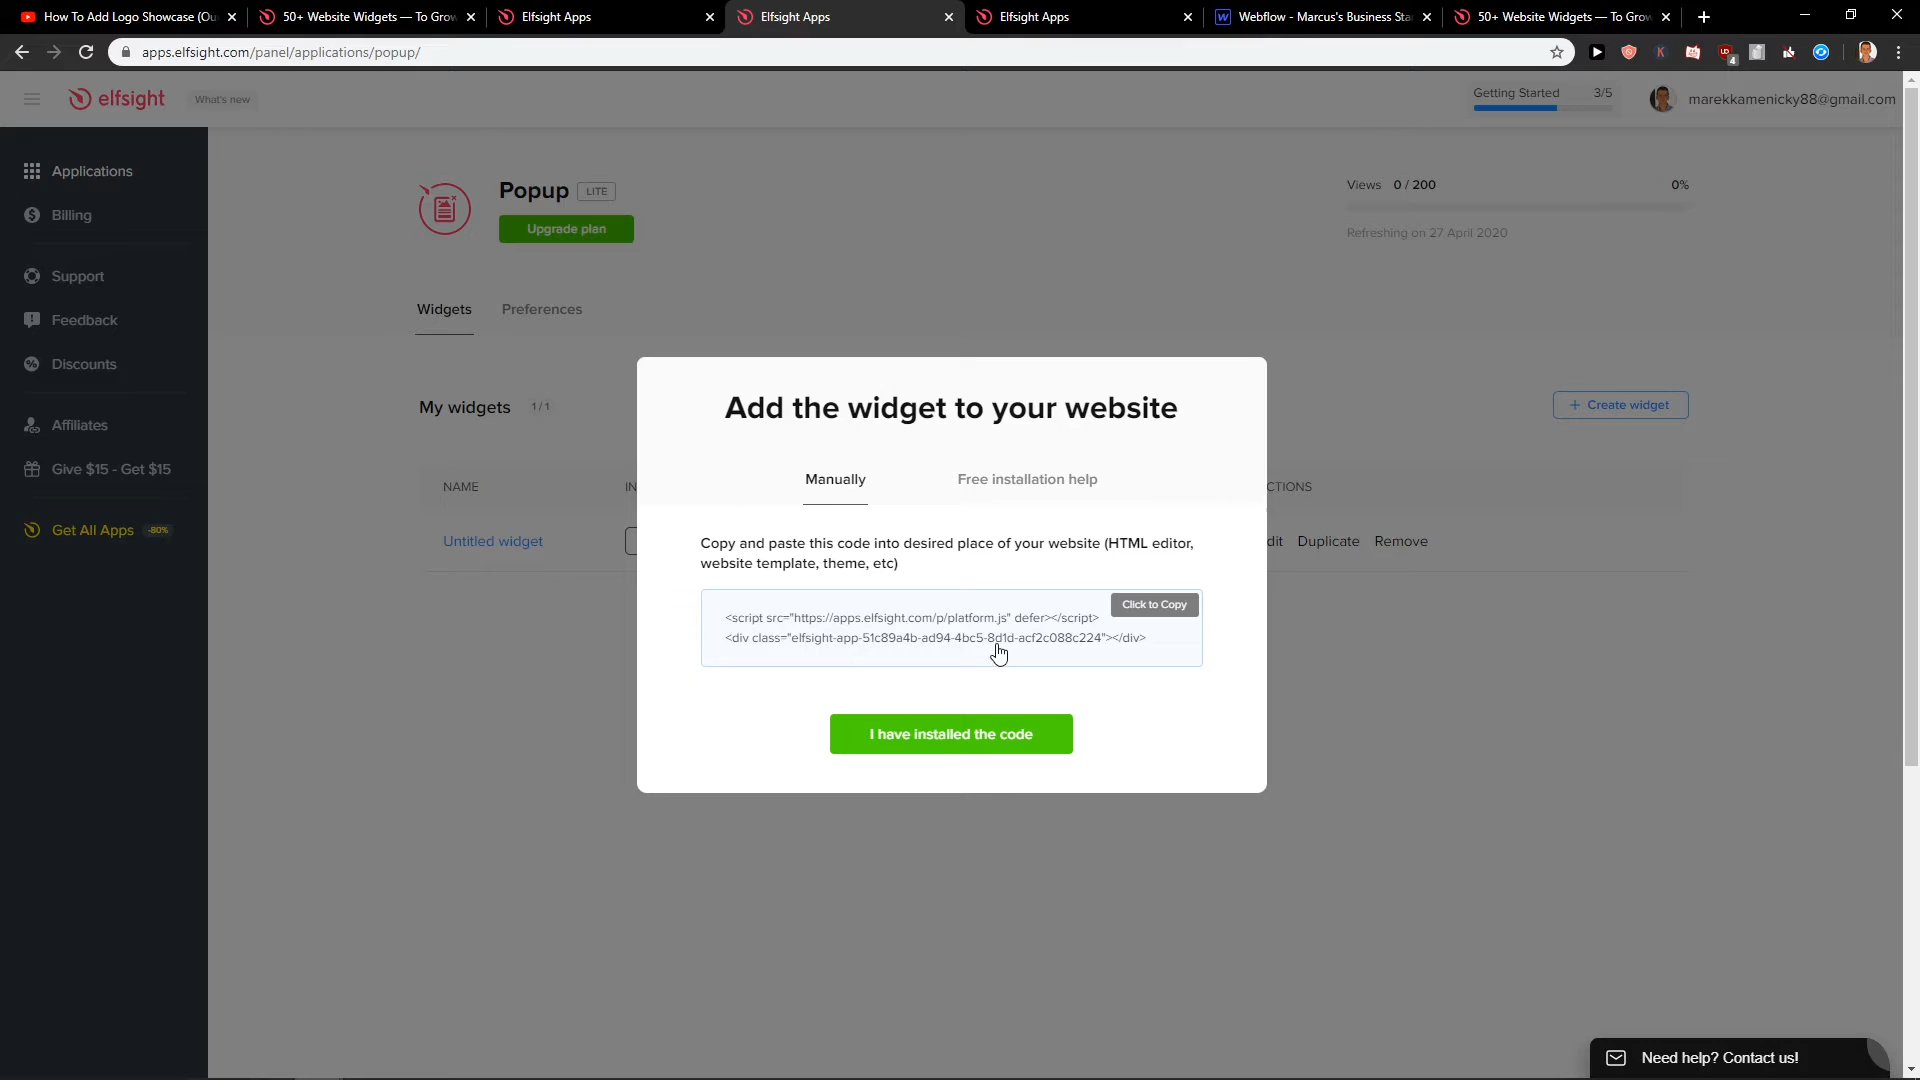 How To Add Logo Showcase (Ou
50+ Website Widgets — To Grow
Elfsight Apps
Elfsight Apps
Elfsight Apps
Webflow - Marcus's Business Sta
50+ Website Widgets — To Grow
apps.elfsight.com/panel/applications/popup/
4
elfsight
What's new
Getting Started 3/5
marekkamenicky88@gmail.com
Applications
Billing
Support
Feedback
Discounts
Affiliates
Give $15 - Get $15
Get All Apps -80%
Popup LITE
Upgrade plan
Views 0 / 200 0%
Refreshing on 27 April 2020
Widgets Preferences
My widgets 1 / 1
+ Create widget
NAME IN CTIONS
Untitled widget dit Duplicate Remove
Add the widget to your website
Manually Free installation help
Copy and paste this code into desired place of your website (HTML editor,
website template, theme, etc)
Click to Copy
<script src="https://apps.elfsight.com/p/platform.js" defer></script>
<div class="elfsight-app-51c89a4b-ad94-4bc5-8d1d-acf2c088c224"></div>
I have installed the code
Need help? Contact us!